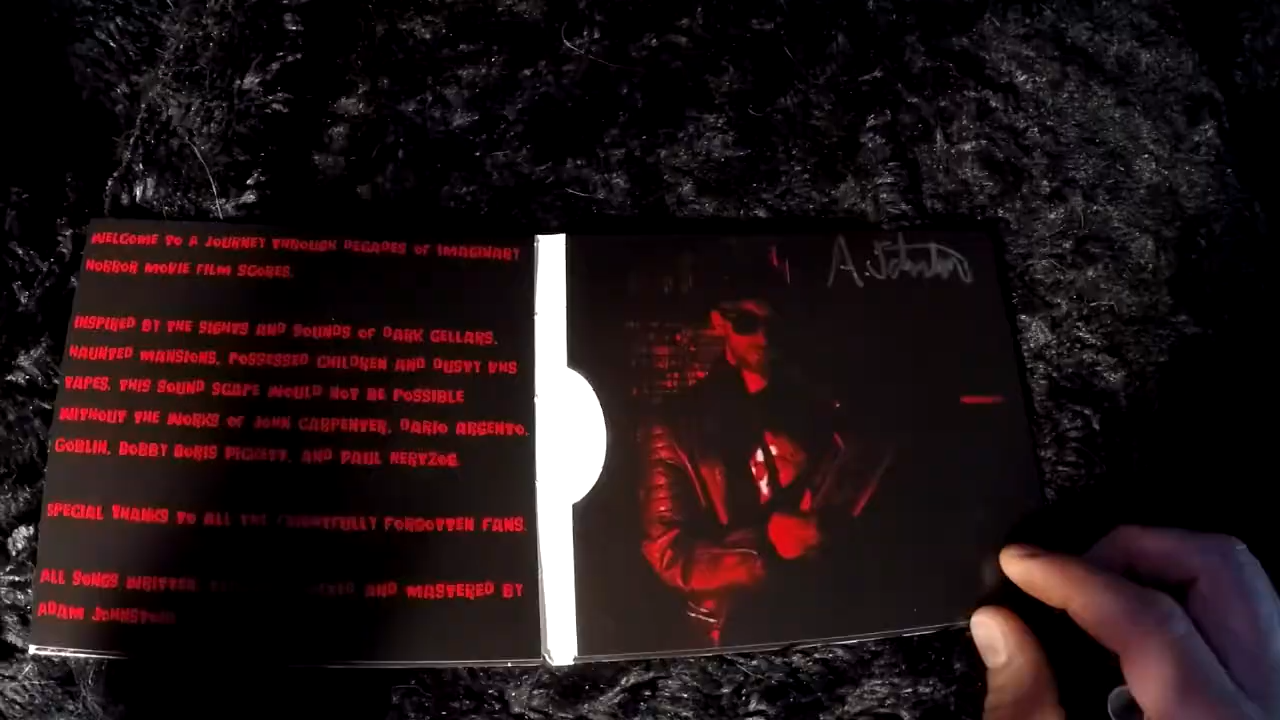 WELCOME TO A JOURNEY THROUGH DECADES OF IMAGINARY
HORROR MOVIE FILM SCORES.
INSPIRED BY THE SIGHTS AND SOUNDS OF DARK CELLARS,
HAUNTED MANSIONS, POSSESSED CHILDREN AND DUSTY VHS
TAPES, THIS SOUND SCAPE WOULD NOT BE POSSIBLE
WITHOUT THE WORKS OF JOHN CARPENTER, DARIO ARGENTO,
GOBLIN, BOBBY BORIS PICKETT, AND PAUL HERTZOG.
SPECIAL THANKS TO ALL THE FORGOTTEN FANS.
ALL SONGS WRITTEN, AND MASTERED BY
ADAM JOHNSTON
A. Johnston